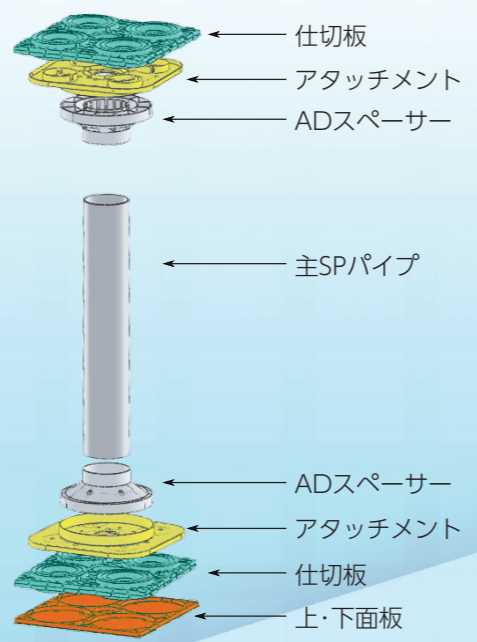 仕切板
アタッチメント
ADスペーサー
主SPパイプ
ADスペーサー
アタッチメント
仕切板
上・下面板